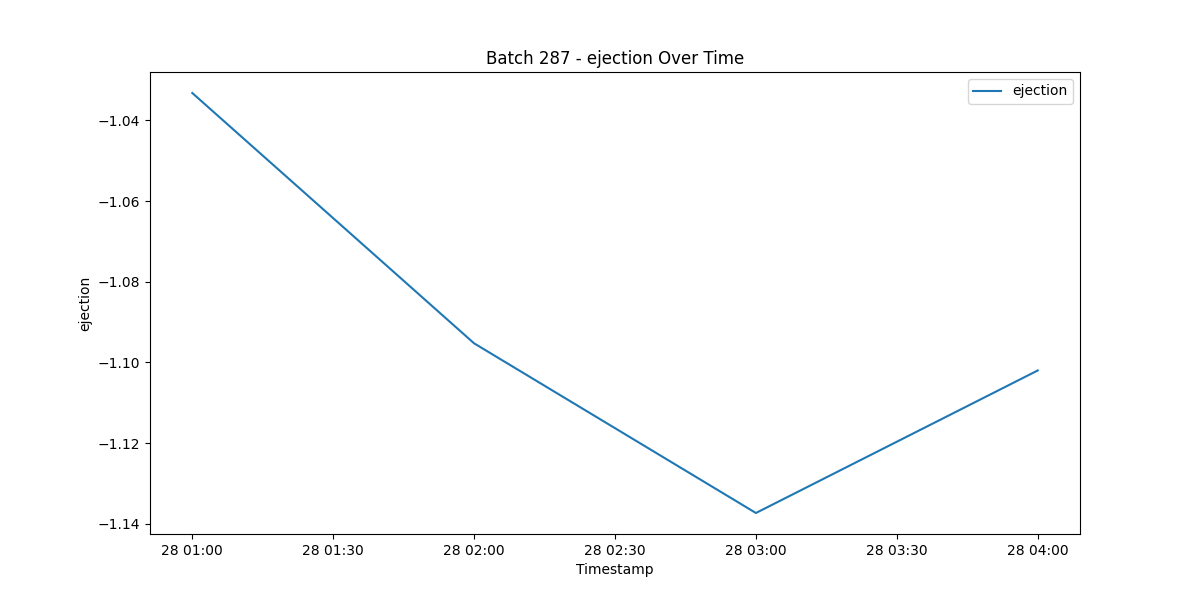 Batch 287 - ejection Over Time
ejection
−1.04
−1.06
−1.08
−1.10
−1.12
−1.14
ejection
28 01:00 28 01:30 28 02:00 28 02:30 28 03:00 28 03:30 28 04:00
Timestamp